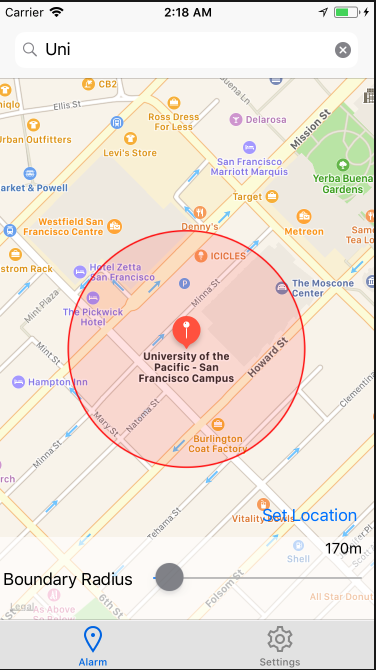 Carrier
2:18 AM
Uni
CB2
Ellis St
Ross Dress
For Less
Delarosa
Mission St
Urban Outfitters
Levi's Store
San Francisco
Marriott Marquis
Yerba Buena
Gardens
arket & Powell
Target
Denny's
Westfield San
Francisco Centre
Metreon
Same
Tea Lo
strom Rack
Hotel Zetta
San Francisco
ICICLES
P
The Moscone
Center
Mint Plaza
The Pickwick
Hotel
Minna St
Mint St
University of the
Pacific - San
Francisco Campus
Howard St
Hampton Inn
Clementina
Mary St
Natoma St
Burlington
Coat Factory
Minna St
rch
Set Location
Vitality Bowls
Tehama St
170m
Shell
Boundary Radius
Legal
As Above
So Below
6th St
Folsom St
All Star Donut
Alarm
Settings